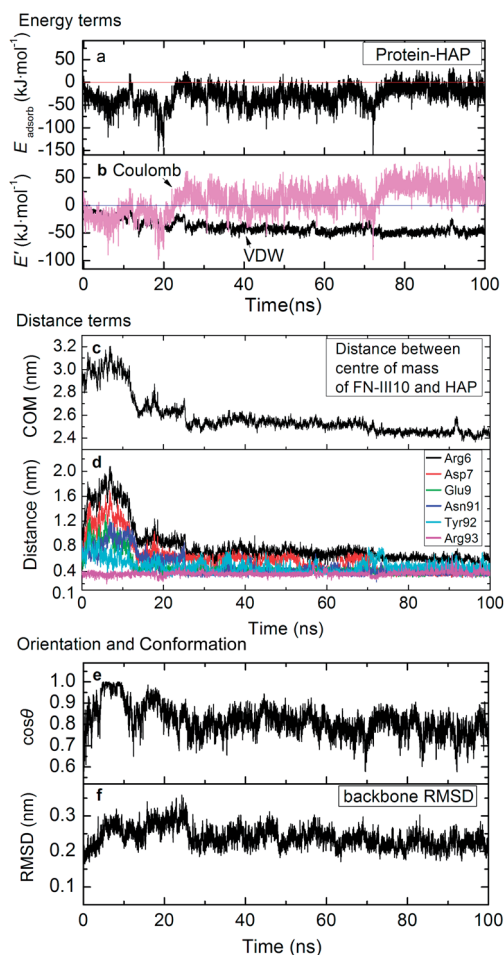 Energy terms
a
Protein-HAP
E adsorb (kJ·mol⁻¹)
50
0
-50
-100
-150
b Coulomb
VDW
E' (kJ·mol⁻¹)
50
0
-50
-100
0 20 40 60 80 100
Time(ns)
Distance terms
c
Distance between
centre of mass
of FN-III10 and HAP
COM (nm)
3.2
3.0
2.8
2.6
2.4
d
Arg6
Asp7
Glu9
Asn91
Tyr92
Arg93
Distance (nm)
2.0
1.6
1.2
0.8
0.4
0.1
0 20 40 60 80 100
Time (ns)
Orientation and Conformation
e
cosθ
1.0
0.9
0.8
0.7
0.6
f
backbone RMSD
RMSD (nm)
0.3
0.2
0.1
0 20 40 60 80 100
Time (ns)